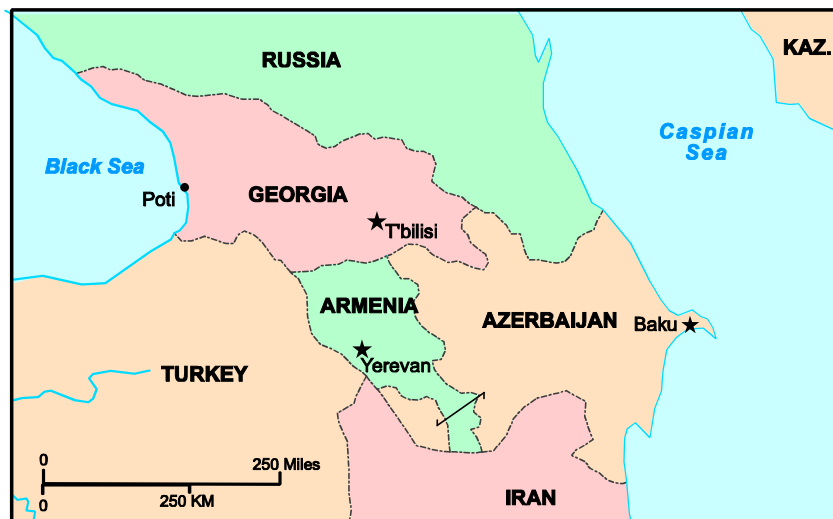 RUSSIA
KAZ.
Caspian
Sea
Black Sea
Poti
GEORGIA
T'bilisi
ARMENIA
AZERBAIJAN
Baku
Yerevan
TURKEY
0
250 Miles
0
250 KM
IRAN